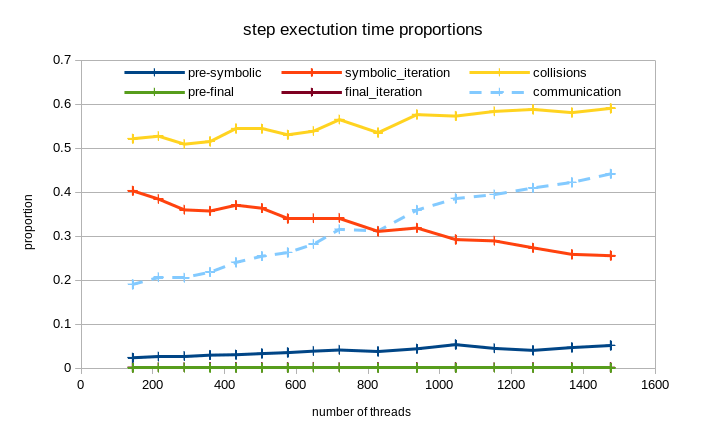 step exectution time proportions
0.7
pre-symbolic symbolic_iteration collisions
pre-final final_iteration communication
0.6
0.5
0.4
0.3
0.2
0.1
0
proportion
0 200 400 600 800 1000 1200 1400 1600
number of threads